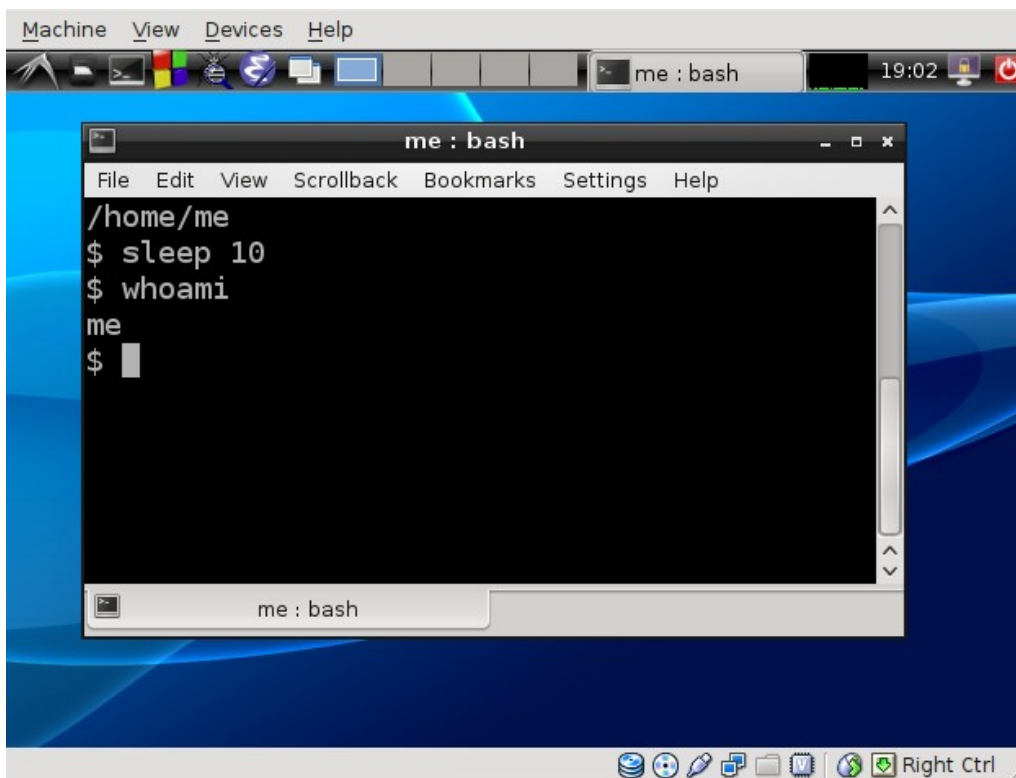 Machine View Devices Help
me : bash 19:02
me : bash
File Edit View Scrollback Bookmarks Settings Help
/home/me
$ sleep 10
$ whoami
me
$
me : bash
Right Ctrl